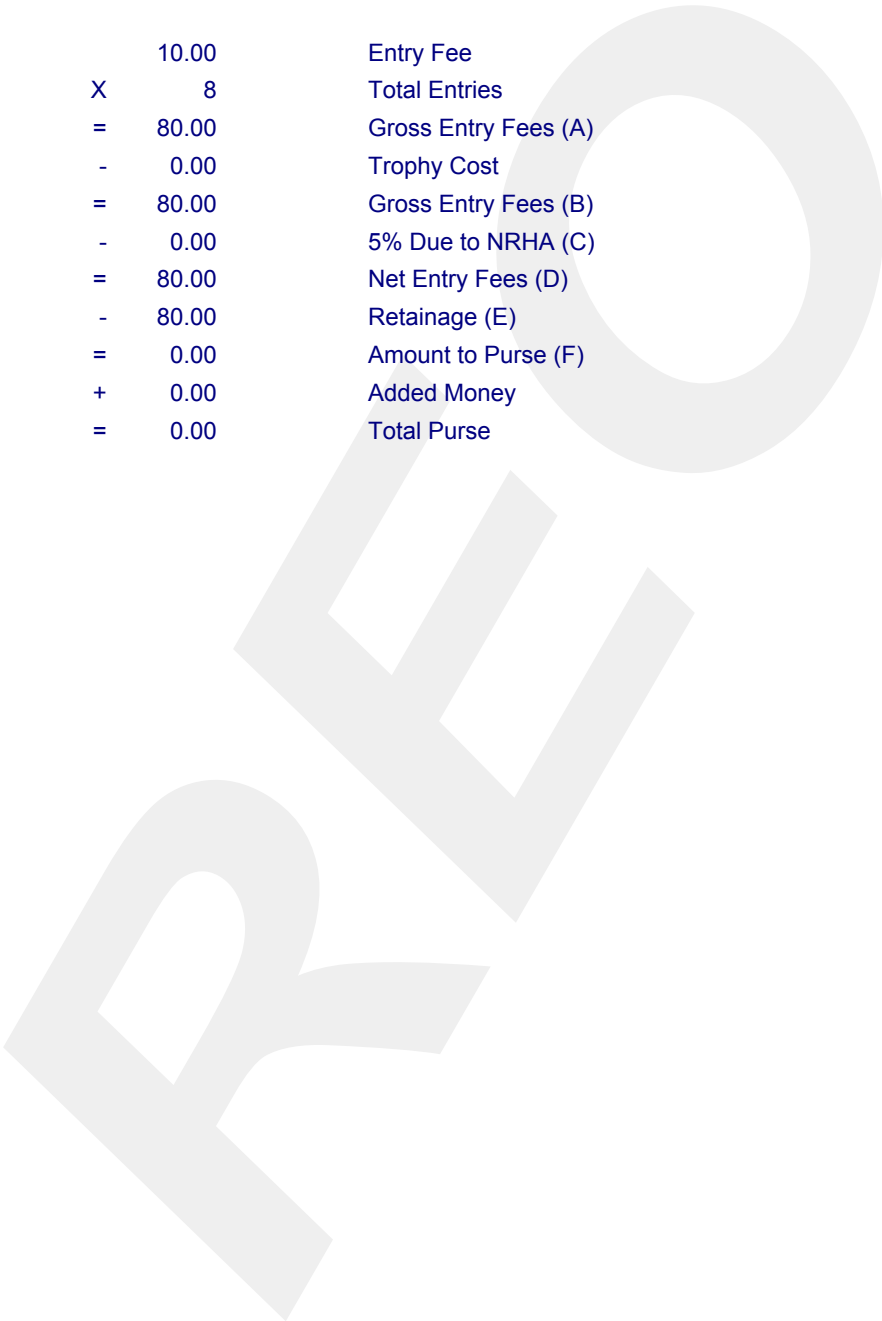 10.00 Entry Fee
X 8 Total Entries
= 80.00 Gross Entry Fees (A)
- 0.00 Trophy Cost
= 80.00 Gross Entry Fees (B)
- 0.00 5% Due to NRHA (C)
= 80.00 Net Entry Fees (D)
- 80.00 Retainage (E)
= 0.00 Amount to Purse (F)
+ 0.00 Added Money
= 0.00 Total Purse
REO